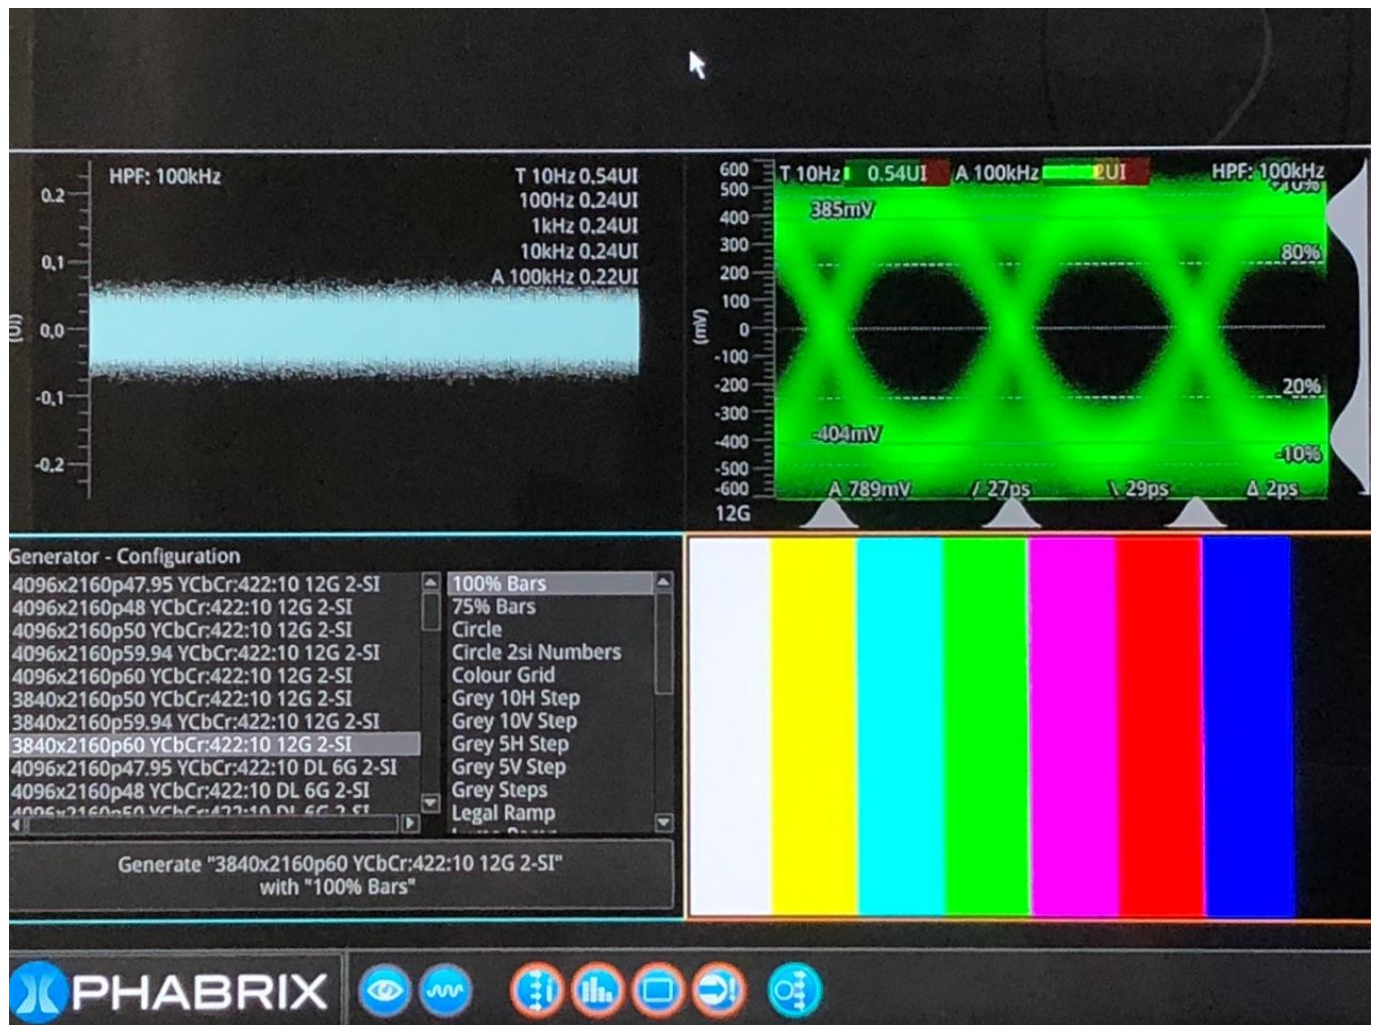 HPF: 100kHz
T 10Hz 0.54UI
100Hz 0.24UI
1kHz 0.24UI
10kHz 0.24UI
A 100kHz 0.22UI
0.2
0.1
0.0
-0.1
-0.2
(UI)
T 10Hz 0.54UI A 100kHz 2UI HPF: 100kHz
600
500
400
300
200
100
0
-100
-200
-300
-400
-500
-600
(mV)
385mV
80%
20%
-404mV
-10%
A 789mV / 27ps \ 29ps Δ 2ps
12G
Generator - Configuration
4096x2160p47.95 YCbCr:422:10 12G 2-SI
4096x2160p48 YCbCr:422:10 12G 2-SI
4096x2160p50 YCbCr:422:10 12G 2-SI
4096x2160p59.94 YCbCr:422:10 12G 2-SI
4096x2160p60 YCbCr:422:10 12G 2-SI
3840x2160p50 YCbCr:422:10 12G 2-SI
3840x2160p59.94 YCbCr:422:10 12G 2-SI
3840x2160p60 YCbCr:422:10 12G 2-SI
4096x2160p47.95 YCbCr:422:10 DL 6G 2-SI
4096x2160p48 YCbCr:422:10 DL 6G 2-SI
4096x2160p50 YCbCr:422:10 DL 6G 2-SI
100% Bars
75% Bars
Circle
Circle 2si Numbers
Colour Grid
Grey 10H Step
Grey 10V Step
Grey 5H Step
Grey 5V Step
Grey Steps
Legal Ramp
Generate "3840x2160p60 YCbCr:422:10 12G 2-SI"
with "100% Bars"
PHABRIX